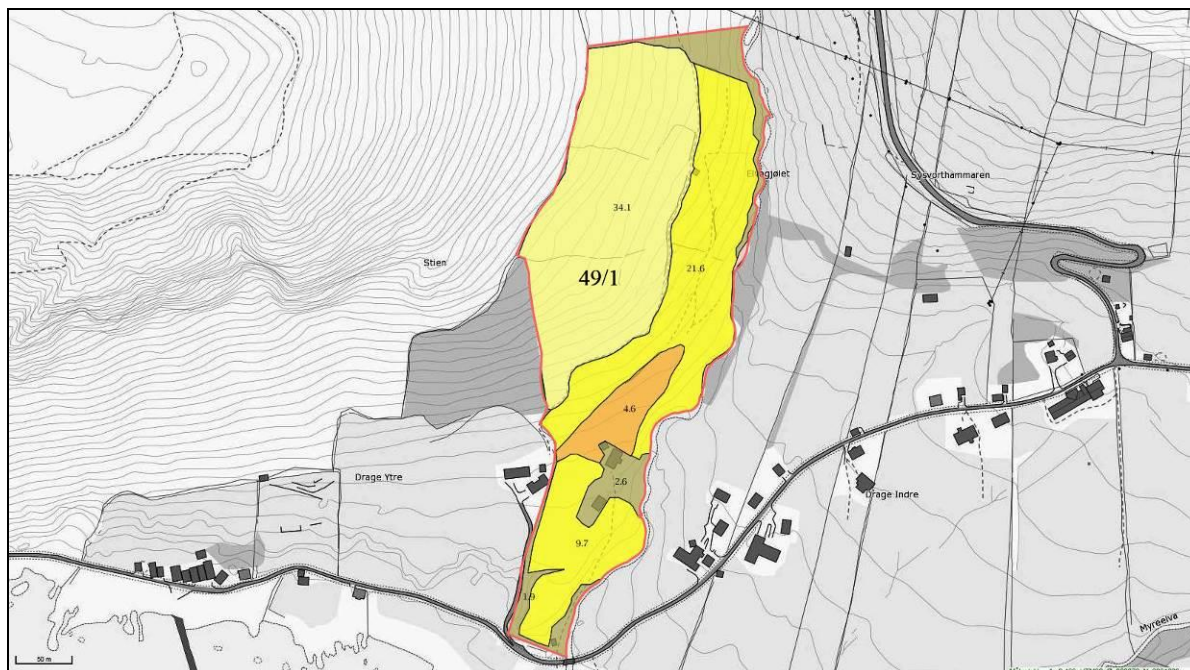 Elvegjølet
Sysvorthammaren
34.1
Stien
21.6
49/1
4.6
Drage Ytre
2.6
Drage Indre
9.7
1.9
Myreelva
50 m